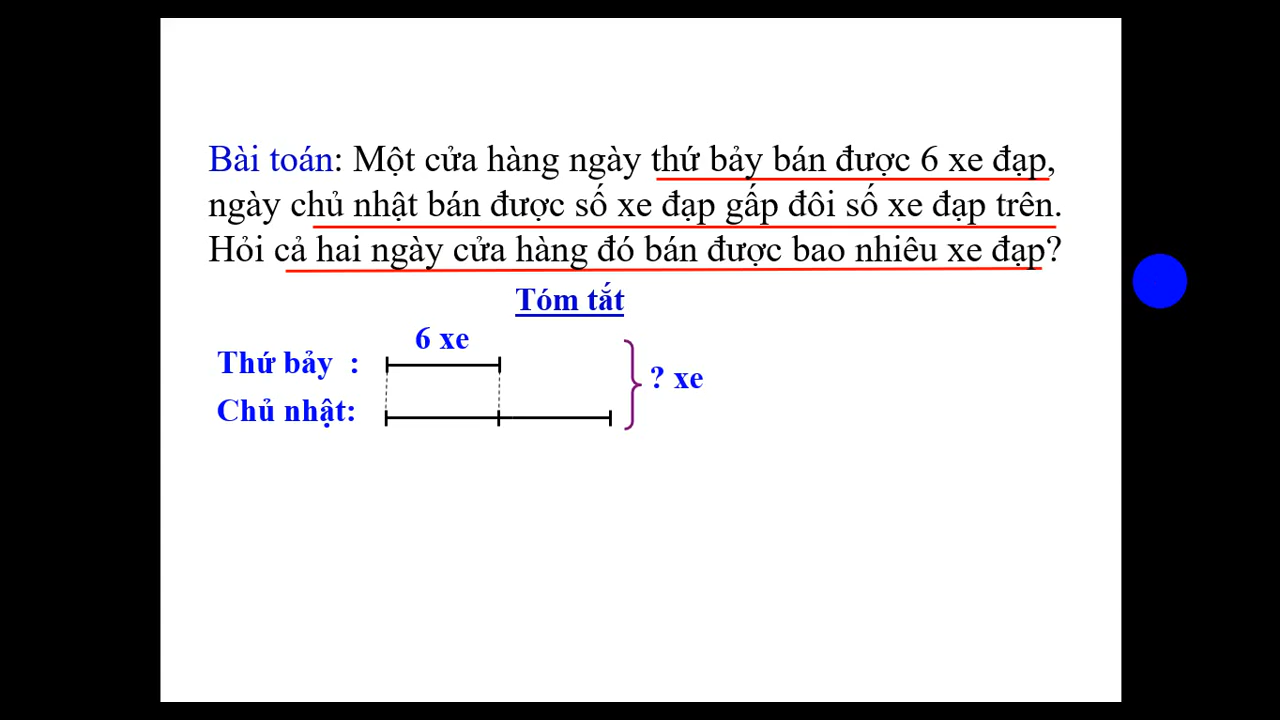 Bài toán: Một cửa hàng ngày thứ bảy bán được 6 xe đạp,
ngày chủ nhật bán được số xe đạp gấp đôi số xe đạp trên.
Hỏi cả hai ngày cửa hàng đó bán được bao nhiêu xe đạp?
Tóm tắt
6 xe
Thứ bảy :
? xe
Chủ nhật: